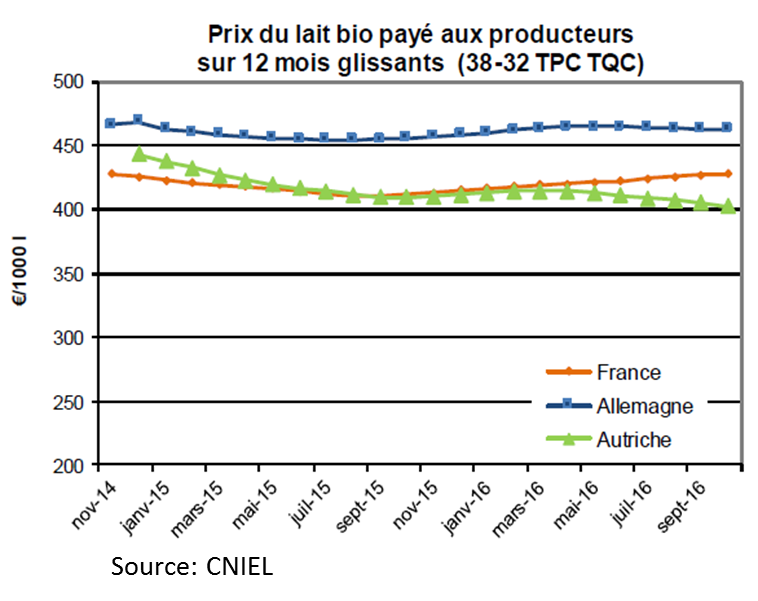 Prix du lait bio payé aux producteurs
sur 12 mois glissants (38-32 TPC TQC)
500
450
400
350
300
250
200
€/1000 l
France
Allemagne
Autriche
nov-14
janv-15
mars-15
mai-15
juil-15
sept-15
nov-15
janv-16
mars-16
mai-16
juil-16
sept-16
Source: CNIEL